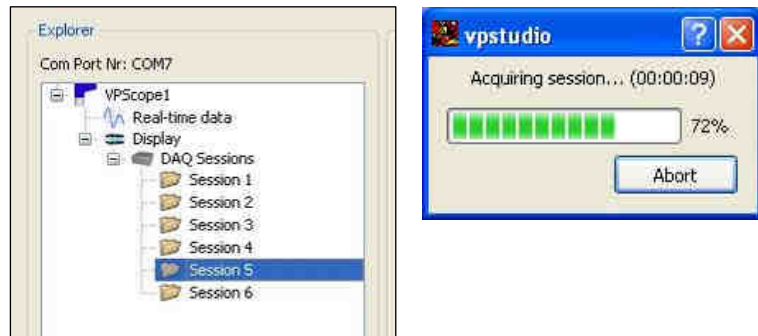 Explorer
Com Port Nr: COM7
VPScope1
Real-time data
Display
DAQ Sessions
Session 1
Session 2
Session 3
Session 4
Session 5
Session 6
vpstudio
Acquiring session... (00:00:09)
72%
Abort